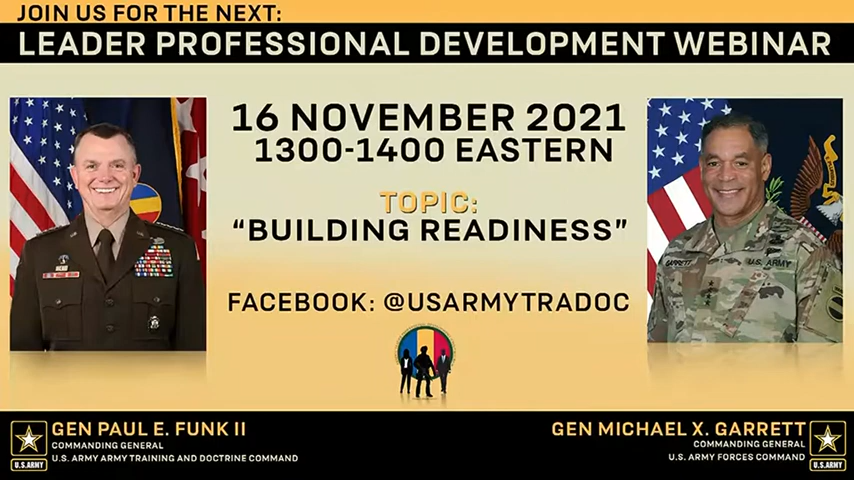 JOIN US FOR THE NEXT:
LEADER PROFESSIONAL DEVELOPMENT WEBINAR
16 NOVEMBER 2021
1300-1400 EASTERN
TOPIC:
“BUILDING READINESS”
FACEBOOK: @USARMYTRADOC
GARRETT
U.S. ARMY
GEN PAUL E. FUNK II
COMMANDING GENERAL
U.S. ARMY ARMY TRAINING AND DOCTRINE COMMAND
U.S. ARMY
GEN MICHAEL X. GARRETT
COMMANDING GENERAL
U.S. ARMY FORCES COMMAND
U.S. ARMY